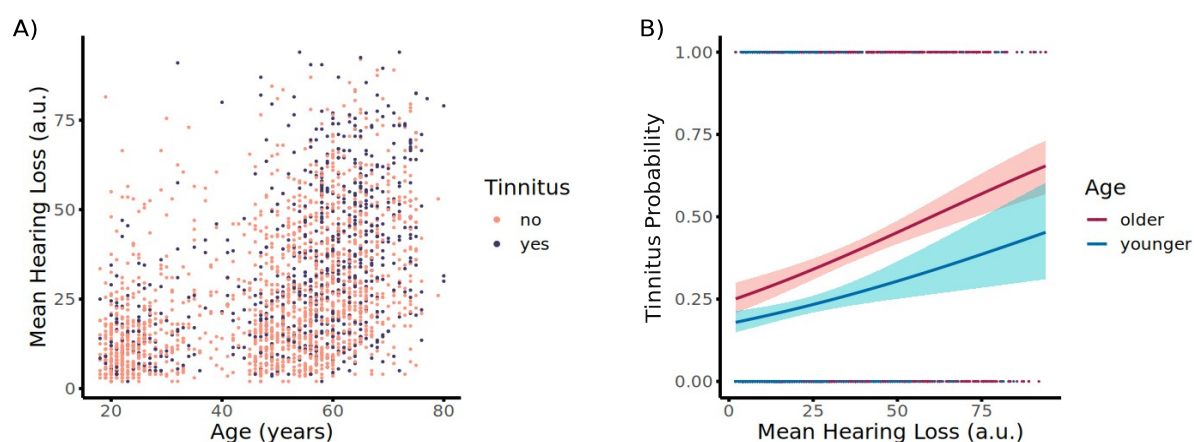 A)
Mean Hearing Loss (a.u.)
75
50
25
0
20 40 60 80
Age (years)
Tinnitus
no
yes
B)
Tinnitus Probability
1.00
0.75
0.50
0.25
0.00
0 25 50 75
Mean Hearing Loss (a.u.)
Age
older
younger